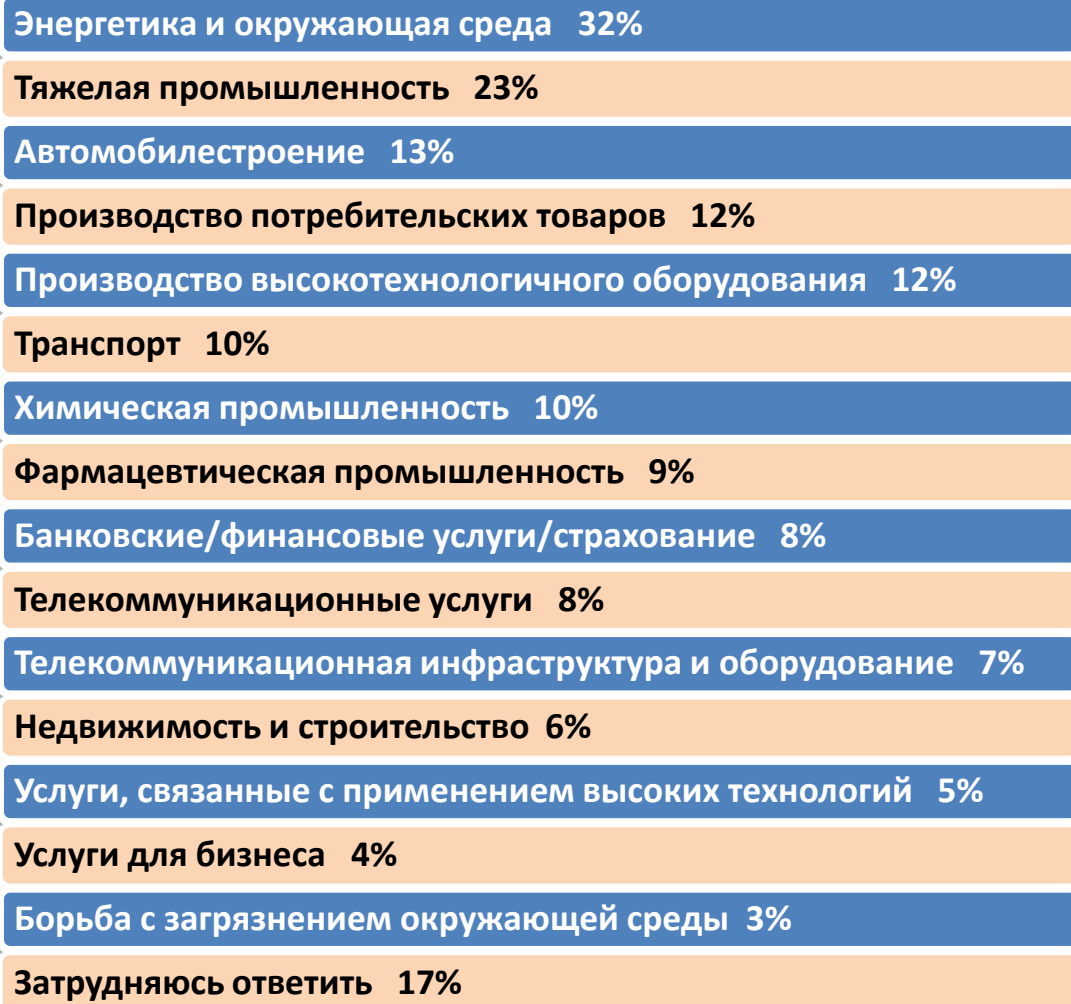 Энергетика и окружающая среда 32%
Тяжелая промышленность 23%
Автомобилестроение 13%
Производство потребительских товаров 12%
Производство высокотехнологичного оборудования 12%
Транспорт 10%
Химическая промышленность 10%
Фармацевтическая промышленность 9%
Банковские/финансовые услуги/страхование 8%
Телекоммуникационные услуги 8%
Телекоммуникационная инфраструктура и оборудование 7%
Недвижимость и строительство 6%
Услуги, связанные с применением высоких технологий 5%
Услуги для бизнеса 4%
Борьба с загрязнением окружающей среды 3%
Затрудняюсь ответить 17%